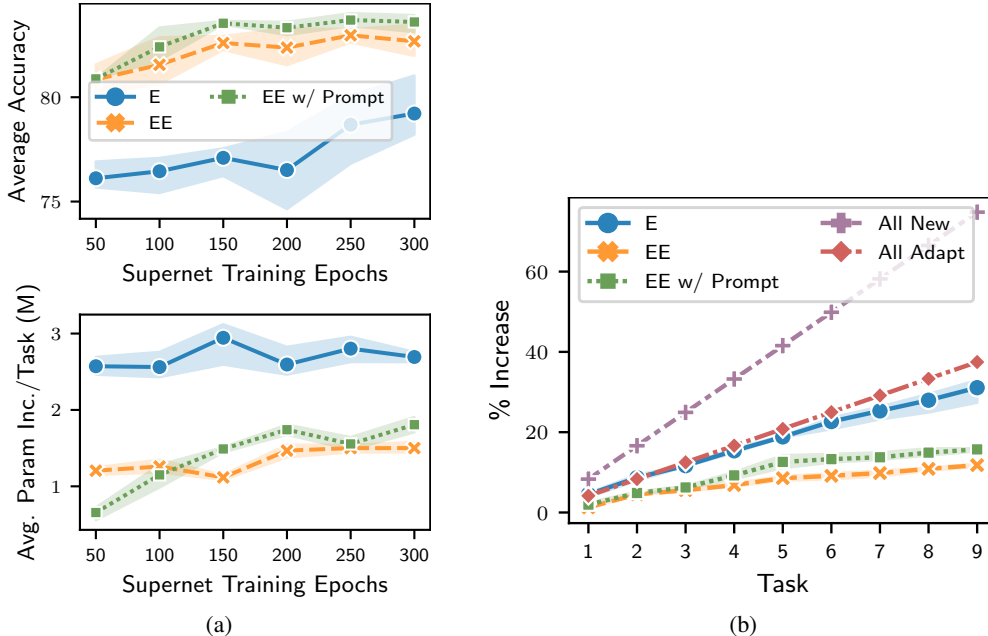 Average Accuracy
80
75
E
EE
EE w/ Prompt
50 100 150 200 250 300
Supernet Training Epochs
Avg. Param Inc./Task (M)
3
2
1
50 100 150 200 250 300
Supernet Training Epochs
(a)
% Increase
60
40
20
0
E
EE
EE w/ Prompt
All New
All Adapt
1 2 3 4 5 6 7 8 9
Task
(b)